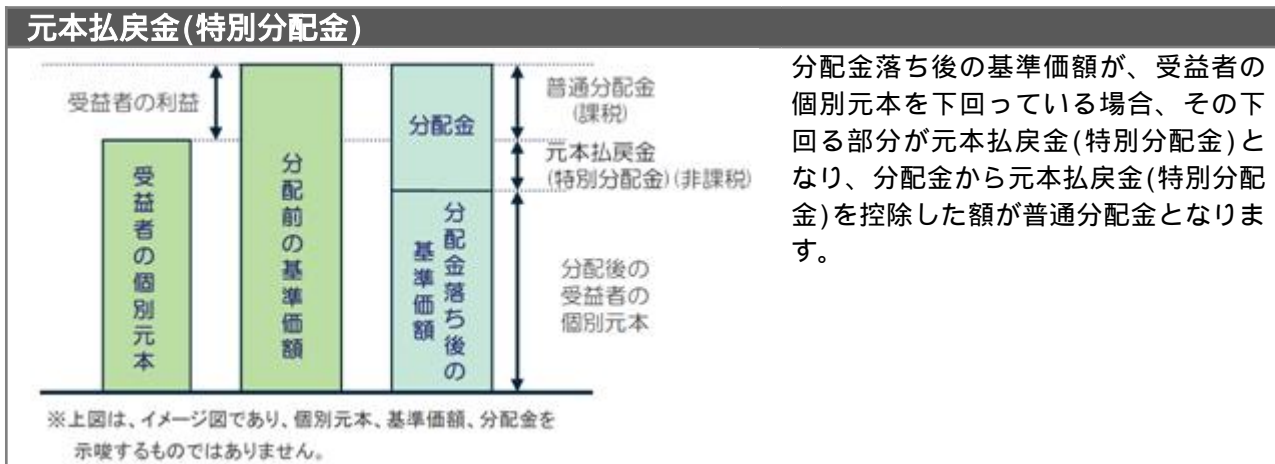 元本払戻金(特別分配金)
受益者の利益
受益者の個別元本
分配前の基準価額
分配金
分配金落ち後の
基準価額
普通分配金
(課税)
元本払戻金
(特別分配金)(非課税)
分配後の
受益者の
個別元本
※上図は、イメージ図であり、個別元本、基準価額、分配金を
示唆するものではありません。
分配金落ち後の基準価額が、受益者の
個別元本を下回っている場合、その下
回る部分が元本払戻金(特別分配金)と
なり、分配金から元本払戻金(特別分配
金)を控除した額が普通分配金となりま
す。